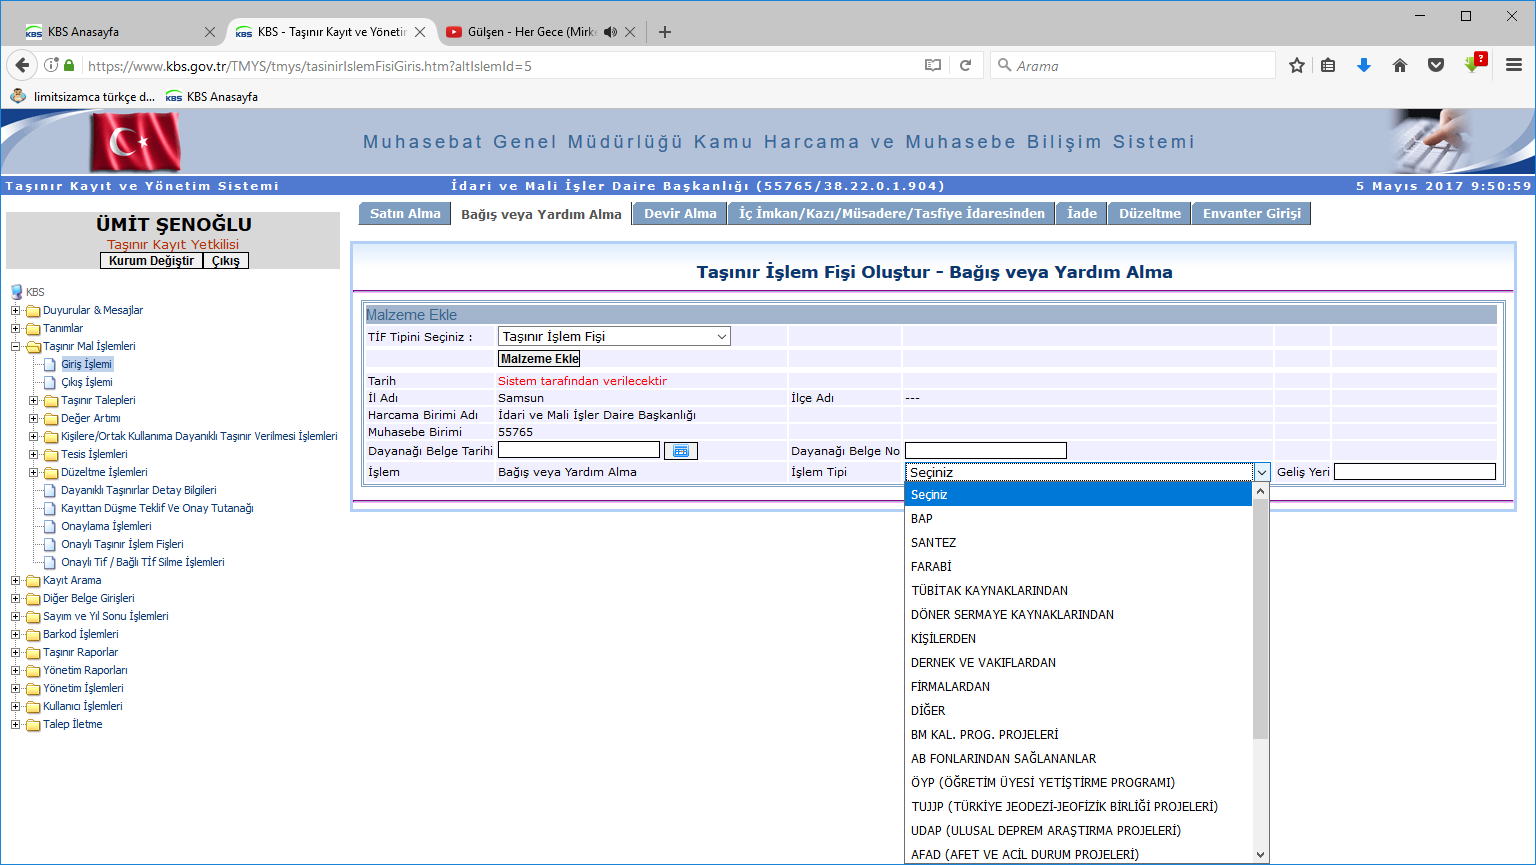 KBS Anasayfa
KBS - Taşınır Kayıt ve Yönetir
Gülşen - Her Gece (Mirke
https://www.kbs.gov.tr/TMYS/tmys/tasinirIslemFisiGiris.htm?altIslemId=5
Arama
limitsizamca türkçe d...
KBS Anasayfa
Muhasebat Genel Müdürlüğü Kamu Harcama ve Muhasebe Bilişim Sistemi
Taşınır Kayıt ve Yönetim Sistemi
İdari ve Mali İşler Daire Başkanlığı (55765/38.22.0.1.904)
5 Mayıs 2017 9:50:59
ÜMİT ŞENOĞLU
Taşınır Kayıt Yetkilisi
Kurum Değiştir
Çıkış
KBS
Duyurular & Mesajlar
Tanımlar
Taşınır Mal İşlemleri
Giriş İşlemi
Çıkış İşlemi
Taşınır Talepleri
Değer Artımı
Kişilere/Ortak Kullanıma Dayanıklı Taşınır Verilmesi İşlemleri
Tesis İşlemleri
Düzeltme İşlemleri
Dayanıklı Taşınırlar Detay Bilgileri
Kayıttan Düşme Teklif Ve Onay Tutanağı
Onaylama İşlemleri
Onaylı Taşınır İşlem Fişleri
Onaylı Tif / Bağlı Tİf Silme İşlemleri
Kayıt Arama
Diğer Belge Girişleri
Sayım ve Yıl Sonu İşlemleri
Barkod İşlemleri
Taşınır Raporlar
Yönetim Raporları
Yönetim İşlemleri
Kullanıcı İşlemleri
Talep İletme
Satın Alma
Bağış veya Yardım Alma
Devir Alma
İç İmkan/Kazı/Müsadere/Tasfiye İdaresinden
İade
Düzeltme
Envanter Girişi
Taşınır İşlem Fişi Oluştur - Bağış veya Yardım Alma
Malzeme Ekle
TİF Tipini Seçiniz :
Taşınır İşlem Fişi
Malzeme Ekle
Tarih
Sistem tarafından verilecektir
İl Adı
Samsun
İlçe Adı
---
Harcama Birimi Adı
İdari ve Mali İşler Daire Başkanlığı
Muhasebe Birimi
55765
Dayanağı Belge Tarihi
Dayanağı Belge No
İşlem
Bağış veya Yardım Alma
İşlem Tipi
Seçiniz
Geliş Yeri
Seçiniz
BAP
SANTEZ
FARABİ
TÜBİTAK KAYNAKLARINDAN
DÖNER SERMAYE KAYNAKLARINDAN
KİŞİLERDEN
DERNEK VE VAKIFLARDAN
FİRMALARDAN
DİĞER
BM KAL. PROG. PROJELERİ
AB FONLARINDAN SAĞLANANLAR
ÖYP (ÖĞRETİM ÜYESİ YETİŞTİRME PROGRAMI)
TUJJP (TÜRKİYE JEODEZİ-JEOFİZİK BİRLİĞİ PROJELERİ)
UDAP (ULUSAL DEPREM ARAŞTIRMA PROJELERİ)
AFAD (AFET VE ACİL DURUM PROJELERİ)